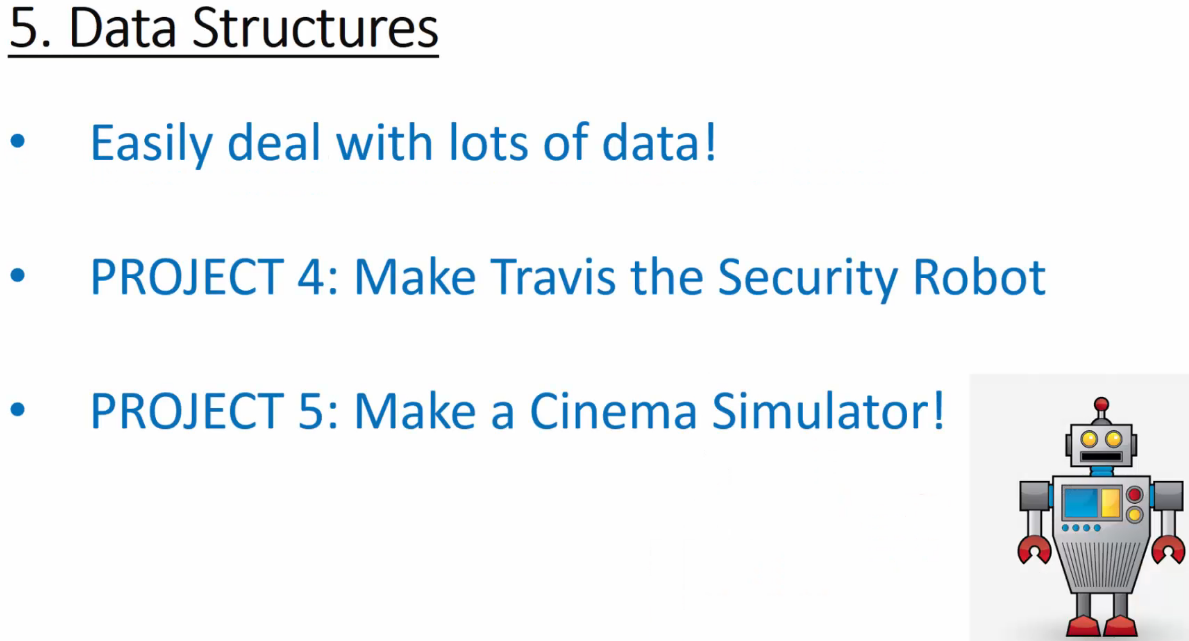 5. Data Structures
• Easily deal with lots of data!
• PROJECT 4: Make Travis the Security Robot
• PROJECT 5: Make a Cinema Simulator!